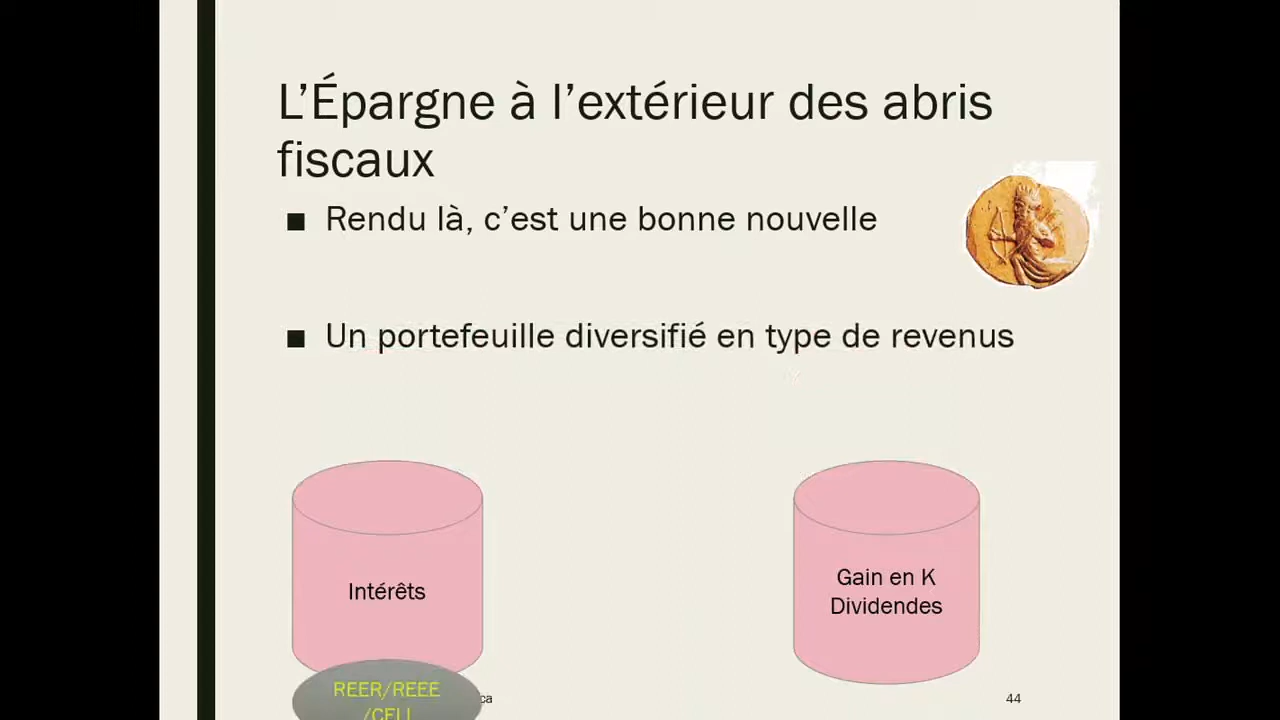 L’Épargne à l’extérieur des abris
fiscaux
■ Rendu là, c’est une bonne nouvelle
■ Un portefeuille diversifié en type de revenus
Intérêts
Gain en K
Dividendes
REER/REEE
/CELI
ca
44